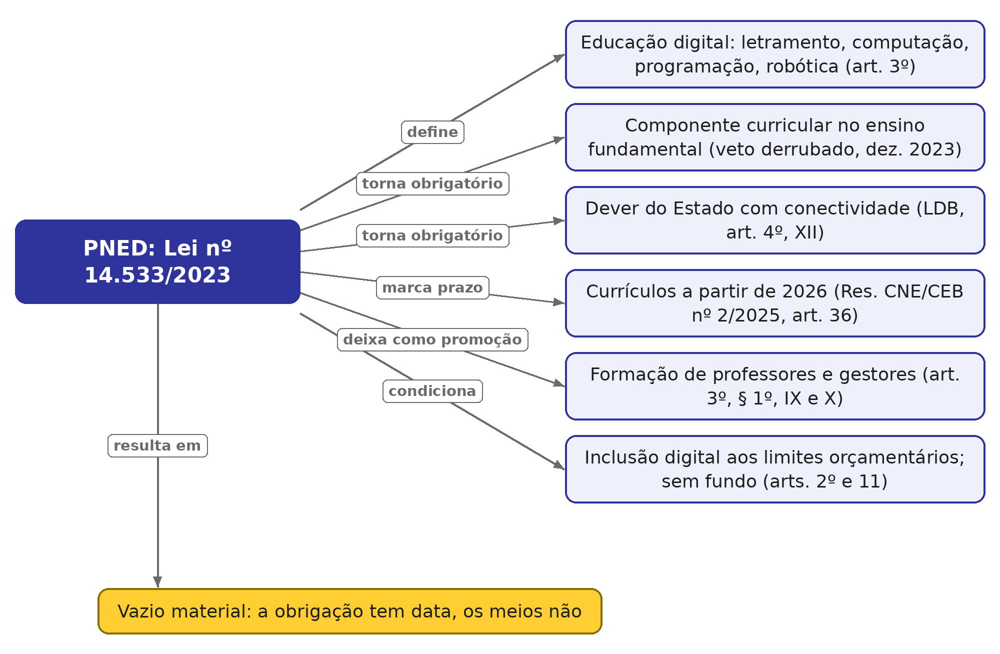 Educação digital: letramento, computação,
programação, robótica (art. 3º)
define
Componente curricular no ensino
fundamental (veto derrubado, dez. 2023)
torna obrigatório
Dever do Estado com conectividade (LDB,
art. 4º, XII)
torna obrigatório
PNED: Lei nº
14.533/2023
marca prazo
Currículos a partir de 2026 (Res. CNE/CEB
nº 2/2025, art. 36)
deixa como promoção
Formação de professores e gestores (art.
3º, § 1º, IX e X)
condiciona
Inclusão digital aos limites orçamentários;
sem fundo (arts. 2º e 11)
resulta em
Vazio material: a obrigação tem data, os meios não